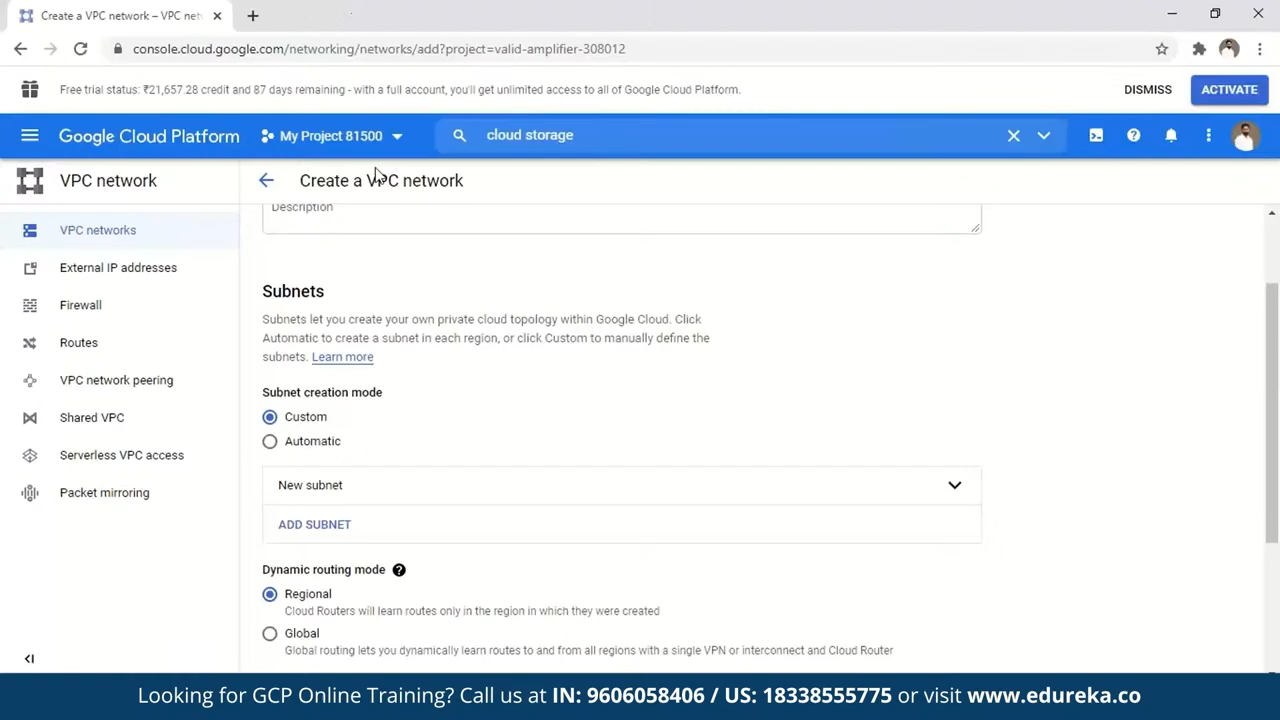 Create a VPC network – VPC net
console.cloud.google.com/networking/networks/add?project=valid-amplifier-308012
Free trial status: ₹21,657.28 credit and 87 days remaining - with a full account, you'll get unlimited access to all of Google Cloud Platform.
DISMISS
ACTIVATE
Google Cloud Platform
My Project 81500
cloud storage
VPC network
Create a VPC network
VPC networks
External IP addresses
Firewall
Routes
VPC network peering
Shared VPC
Serverless VPC access
Packet mirroring
Description
Subnets
Subnets let you create your own private cloud topology within Google Cloud. Click
Automatic to create a subnet in each region, or click Custom to manually define the
subnets. Learn more
Subnet creation mode
Custom
Automatic
New subnet
ADD SUBNET
Dynamic routing mode
Regional
Cloud Routers will learn routes only in the region in which they were created
Global
Global routing lets you dynamically learn routes to and from all regions with a single VPN or interconnect and Cloud Router
Looking for GCP Online Training? Call us at IN: 9606058406 / US: 18338555775 or visit www.edureka.co